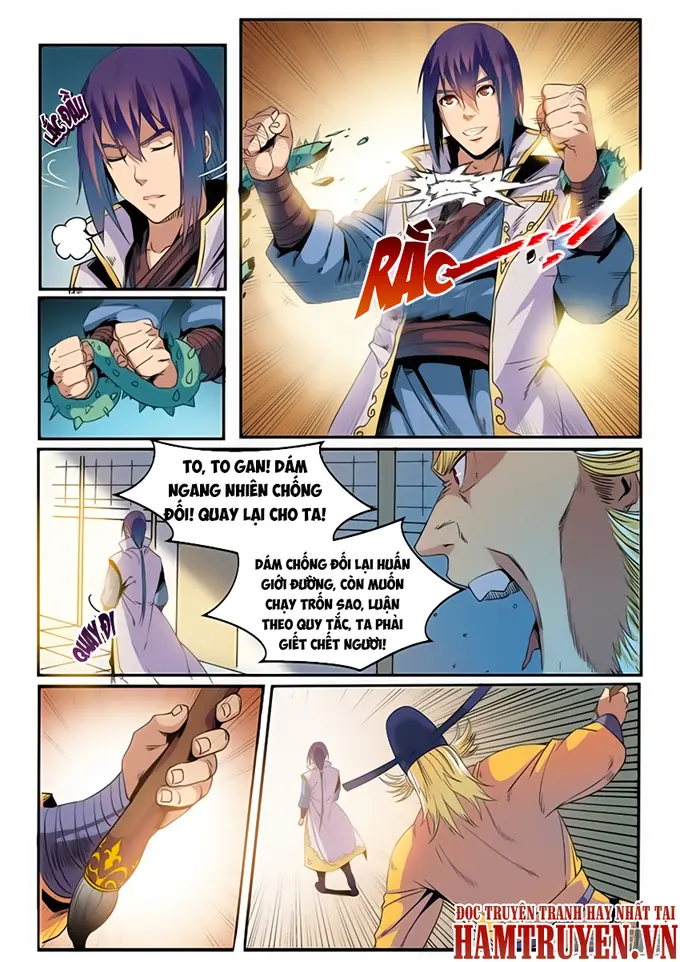 LẮC ĐẦU
RẮC
TO, TO GAN! DÁM
NGANG NHIÊN CHỐNG
ĐỐI! QUAY LẠI CHO TA!
DÁM CHỐNG ĐỐI LẠI HUẤN
GIỚI ĐƯỜNG, CÒN MUỐN
CHẠY TRỐN SAO, LUẬN
THEO QUY TẮC, TA PHẢI
GIẾT CHẾT NGƯƠI!
QUAY ĐI
ĐỌC TRUYỆN TRANH HAY NHẤT TẠI
HAMTRUYEN.VN